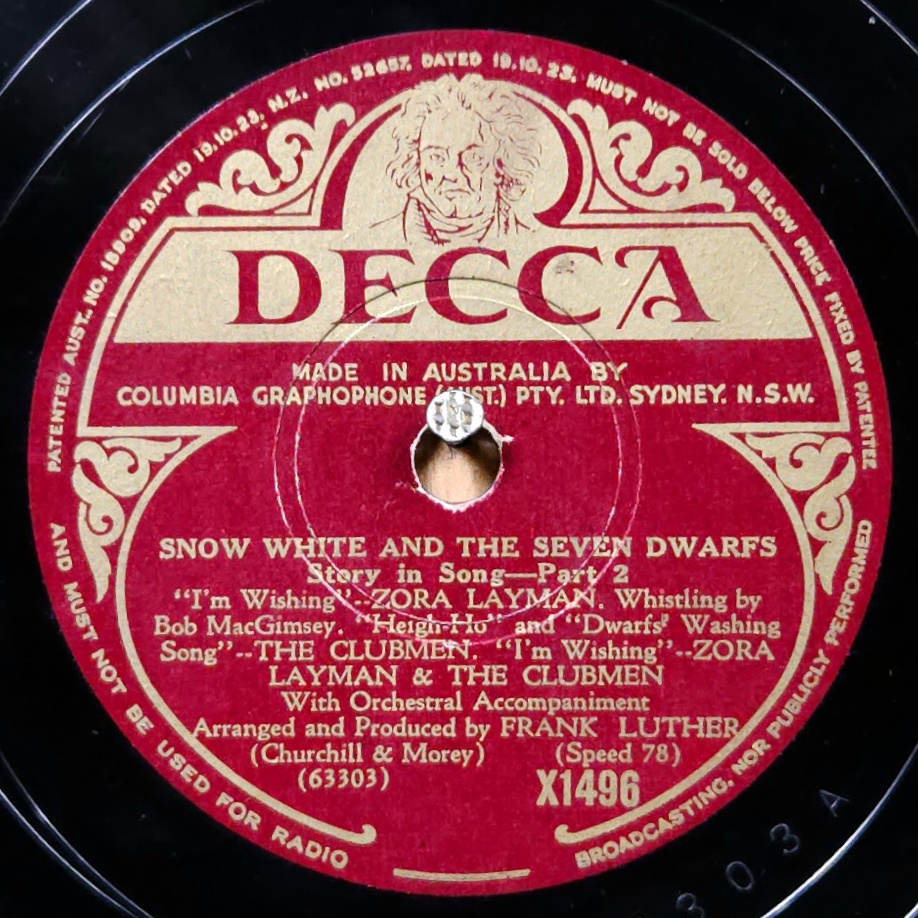 PATENTED AUST. NO. 18909, DATED 19.10.23, N.Z. NO. 52657, DATED 19.10.23, MUST NOT BE SOLD BELOW PRICE FIXED BY PATENTEE
DECCA
MADE IN AUSTRALIA BY
COLUMBIA GRAPHOPHONE (AUST.) PTY. LTD. SYDNEY. N.S.W.
SNOW WHITE AND THE SEVEN DWARFS
Story in Song—Part 2
"I'm Wishing"--ZORA LAYMAN. Whistling by
Bob MacGimsey. "Heigh-Ho" and "Dwarfs' Washing
Song"--THE CLUBMEN. "I'm Wishing"--ZORA
LAYMAN & THE CLUBMEN
With Orchestral Accompaniment
Arranged and Produced by FRANK LUTHER
(Churchill & Morey) (Speed 78)
(63303) X1496
AND MUST NOT BE USED FOR RADIO BROADCASTING, NOR PUBLICLY PERFORMED
303 A